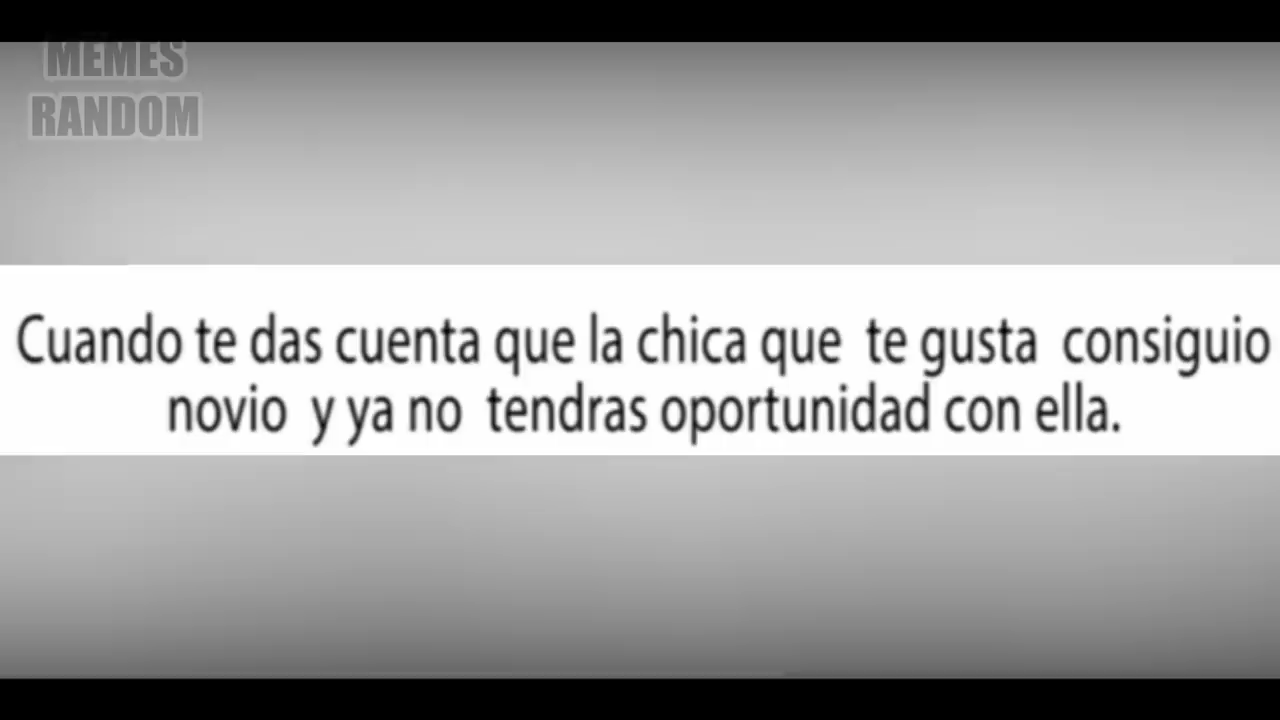 MEMES
RANDOM
Cuando te das cuenta que la chica que te gusta consiguio
novio y ya no tendras oportunidad con ella.